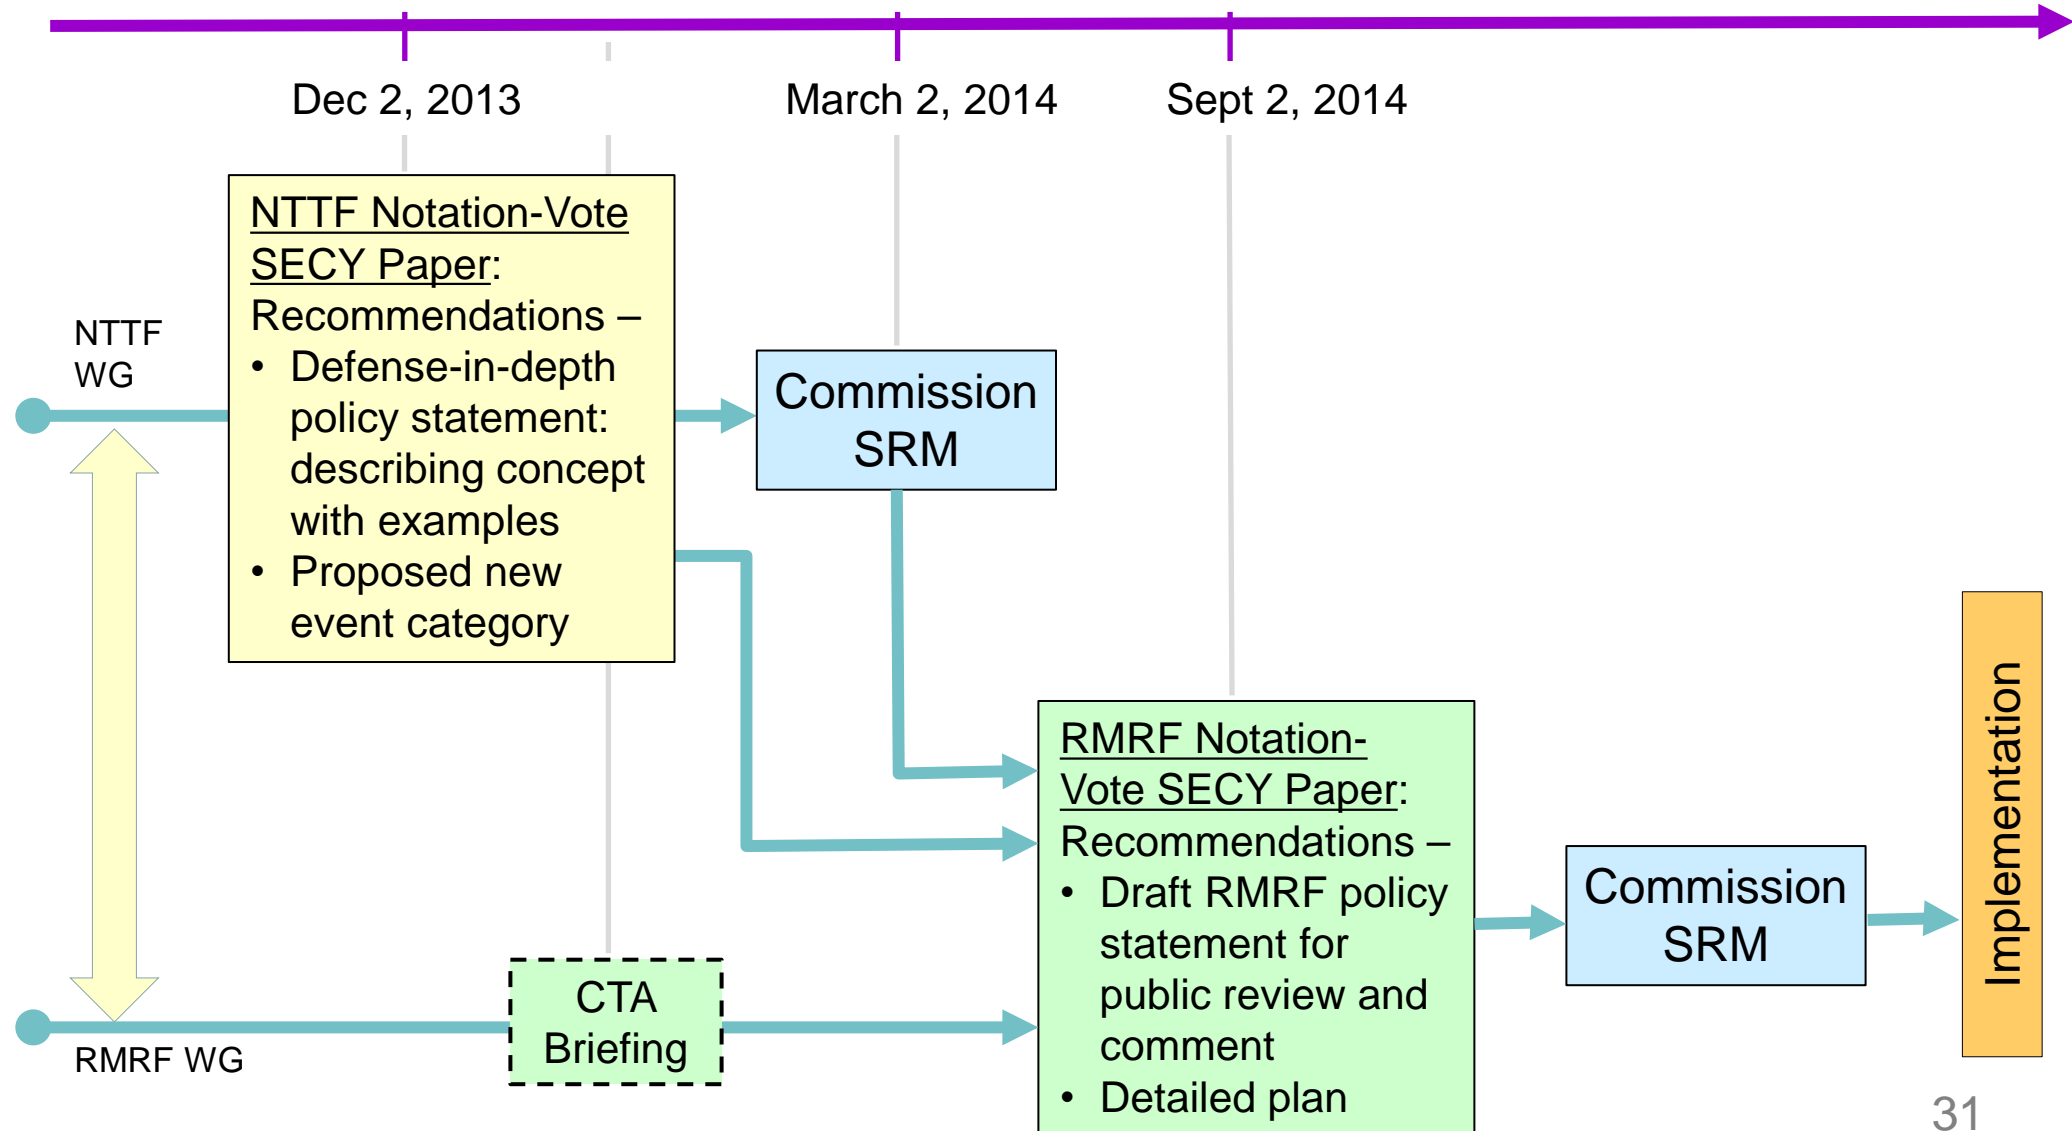 Dec 2, 2013
March 2, 2014
Sept 2, 2014
NTTF
WG
NTTF Notation-Vote
SECY Paper:
Recommendations –
• Defense-in-depth
policy statement:
describing concept
with examples
• Proposed new
event category
Commission
SRM
RMRF WG
CTA
Briefing
RMRF Notation-
Vote SECY Paper:
Recommendations –
• Draft RMRF policy
statement for
public review and
comment
• Detailed plan
Commission
SRM
Implementation
31